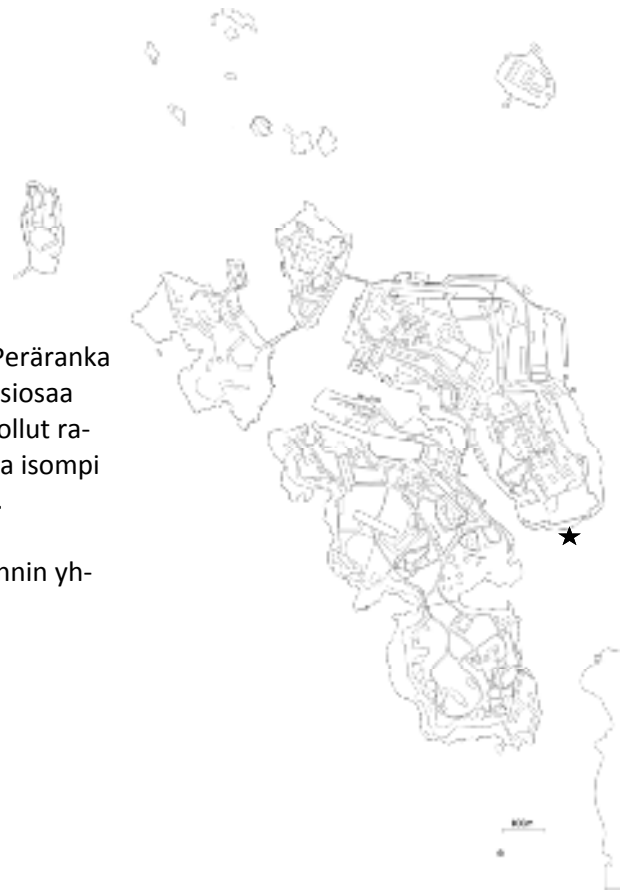 Peräranka
siosaa
ollut ra-
a isompi
.
nnin yh-